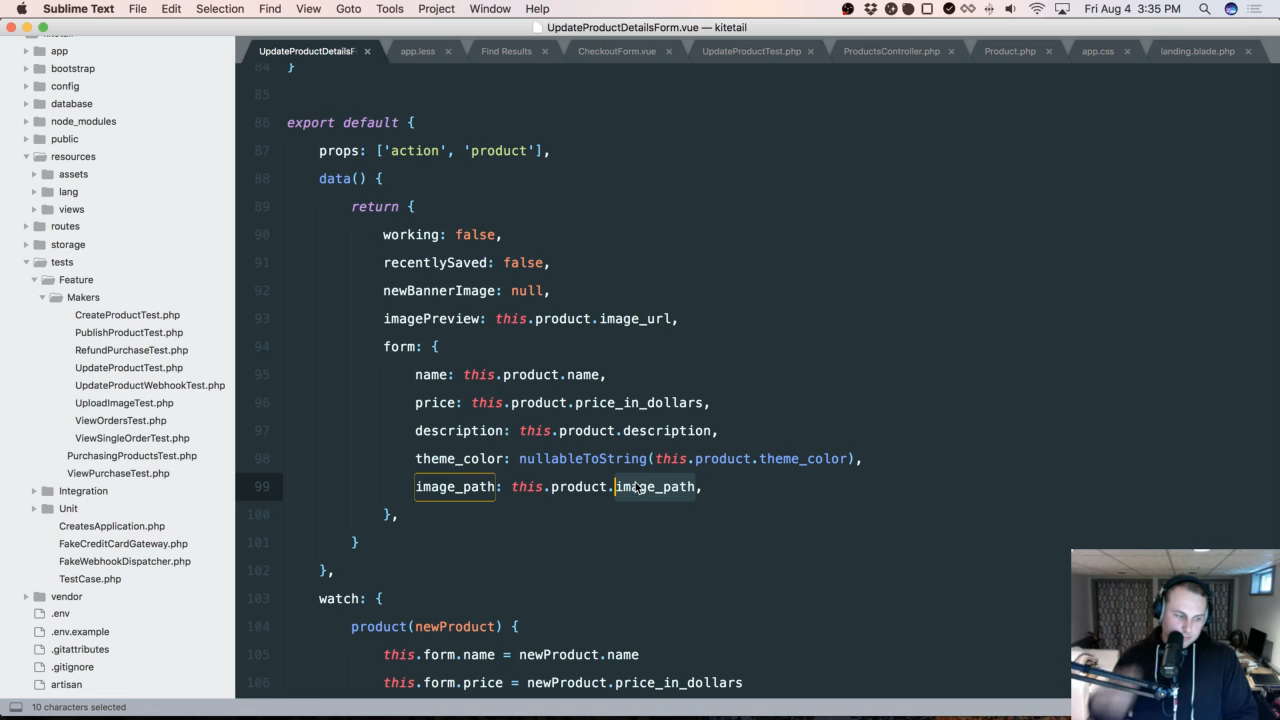 Sublime Text File Edit Selection Find View Goto Tools Project Window Help Fri Aug 4 3:35 PM
UpdateProductDetailsForm.vue — kitetail
UpdateProductDetailsF app.less Find Results CheckoutForm.vue UpdateProductTest.php ProductsController.php Product.php app.css landing.blade.php
app
bootstrap
config
database
node_modules
public
resources
assets
lang
views
routes
storage
tests
Feature
Makers
CreateProductTest.php
PublishProductTest.php
RefundPurchaseTest.php
UpdateProductTest.php
UpdateProductWebhookTest.php
UploadImageTest.php
ViewOrdersTest.php
ViewSingleOrderTest.php
PurchasingProductsTest.php
ViewPurchaseTest.php
Integration
Unit
CreatesApplication.php
FakeCreditCardGateway.php
FakeWebhookDispatcher.php
TestCase.php
vendor
.env
.env.example
.gitattributes
.gitignore
artisan
84 }
85
86 export default {
87 props: ['action', 'product'],
88 data() {
89 return {
90 working: false,
91 recentlySaved: false,
92 newBannerImage: null,
93 imagePreview: this.product.image_url,
94 form: {
95 name: this.product.name,
96 price: this.product.price_in_dollars,
97 description: this.product.description,
98 theme_color: nullableToString(this.product.theme_color),
99 image_path: this.product.image_path,
100 },
101 }
102 },
103 watch: {
104 product(newProduct) {
105 this.form.name = newProduct.name
106 this.form.price = newProduct.price_in_dollars
10 characters selected